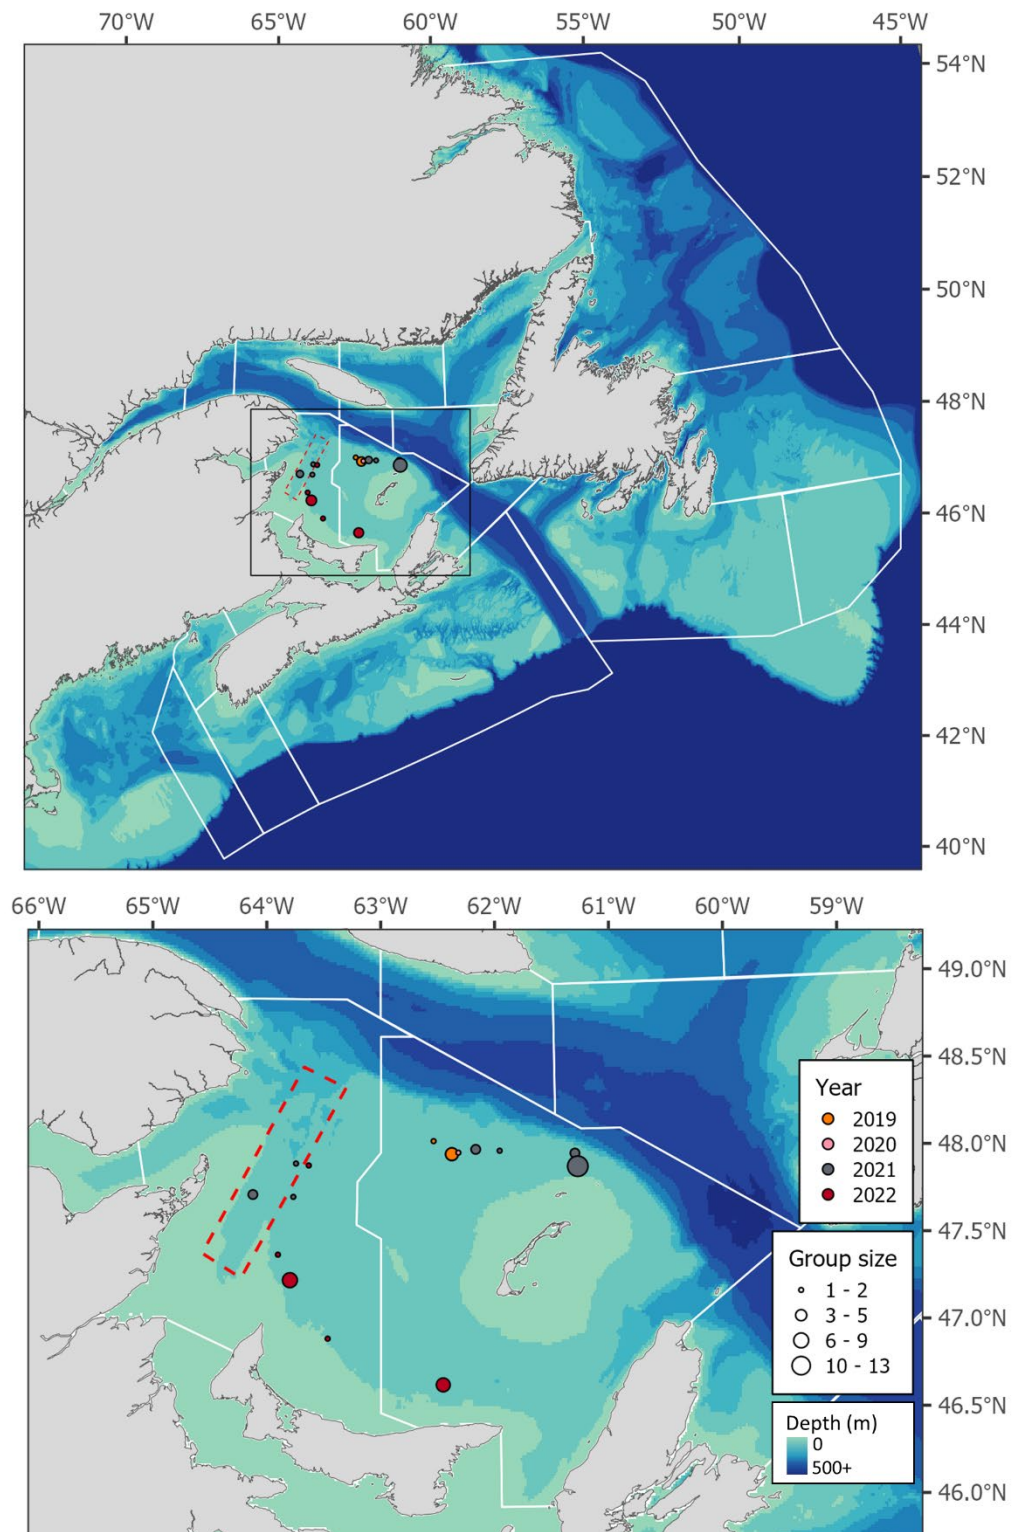 70°W 65°W 60°W 55°W 50°W 45°W
54°N
52°N
50°N
48°N
46°N
44°N
42°N
40°N
66°W 65°W 64°W 63°W 62°W 61°W 60°W 59°W
49.0°N
48.5°N
48.0°N
47.5°N
47.0°N
46.5°N
46.0°N
Year
2019
2020
2021
2022
Group size
1 - 2
3 - 5
6 - 9
10 - 13
Depth (m)
0
500+